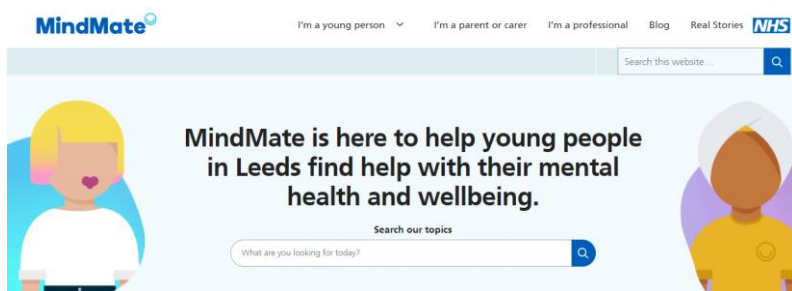 MindMate
I'm a young person
I'm a parent or carer
I'm a professional
Blog
Real Stories
NHS
Search this website...
MindMate is here to help young people
in Leeds find help with their mental
health and wellbeing.
Search our topics
What are you looking for today?